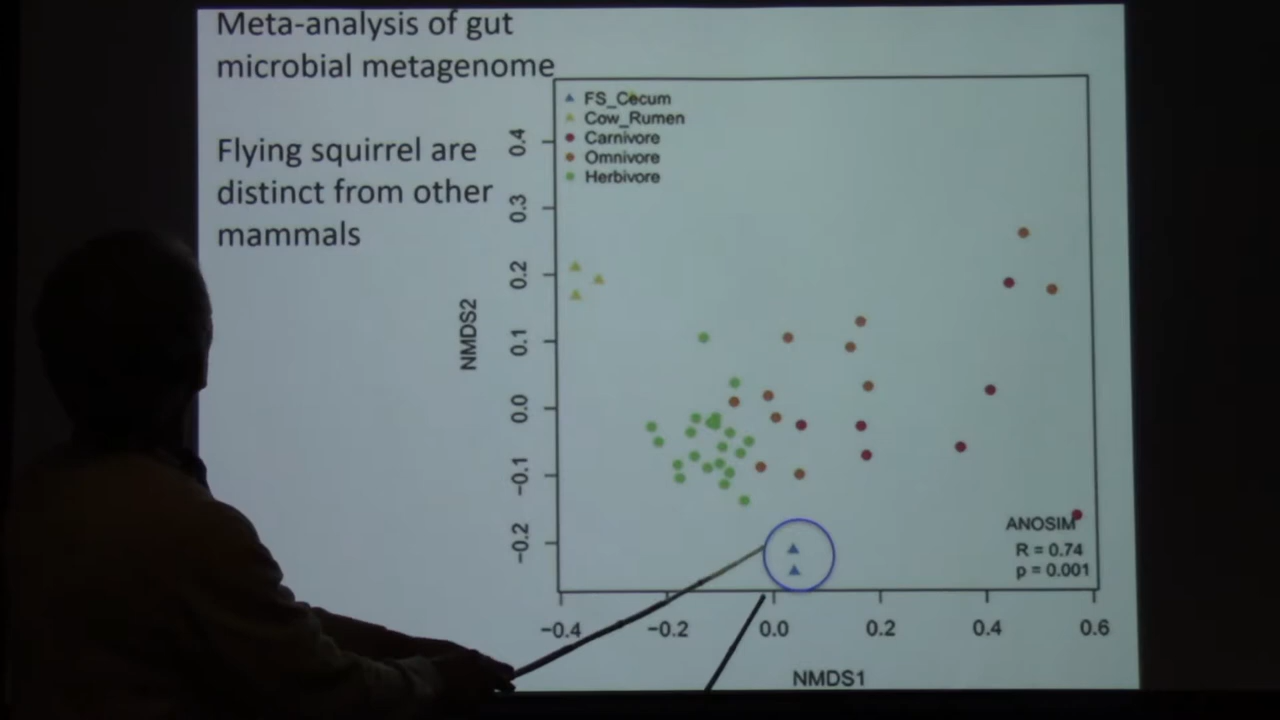 Meta-analysis of gut
microbial metagenome
Flying squirrel are
distinct from other
mammals
FS_Cecum
Cow_Rumen
Carnivore
Omnivore
Herbivore
NMDS2
0.4
0.3
0.2
0.1
0.0
−0.1
−0.2
ANOSIM
R = 0.74
p = 0.001
−0.4 −0.2 0.0 0.2 0.4 0.6
NMDS1